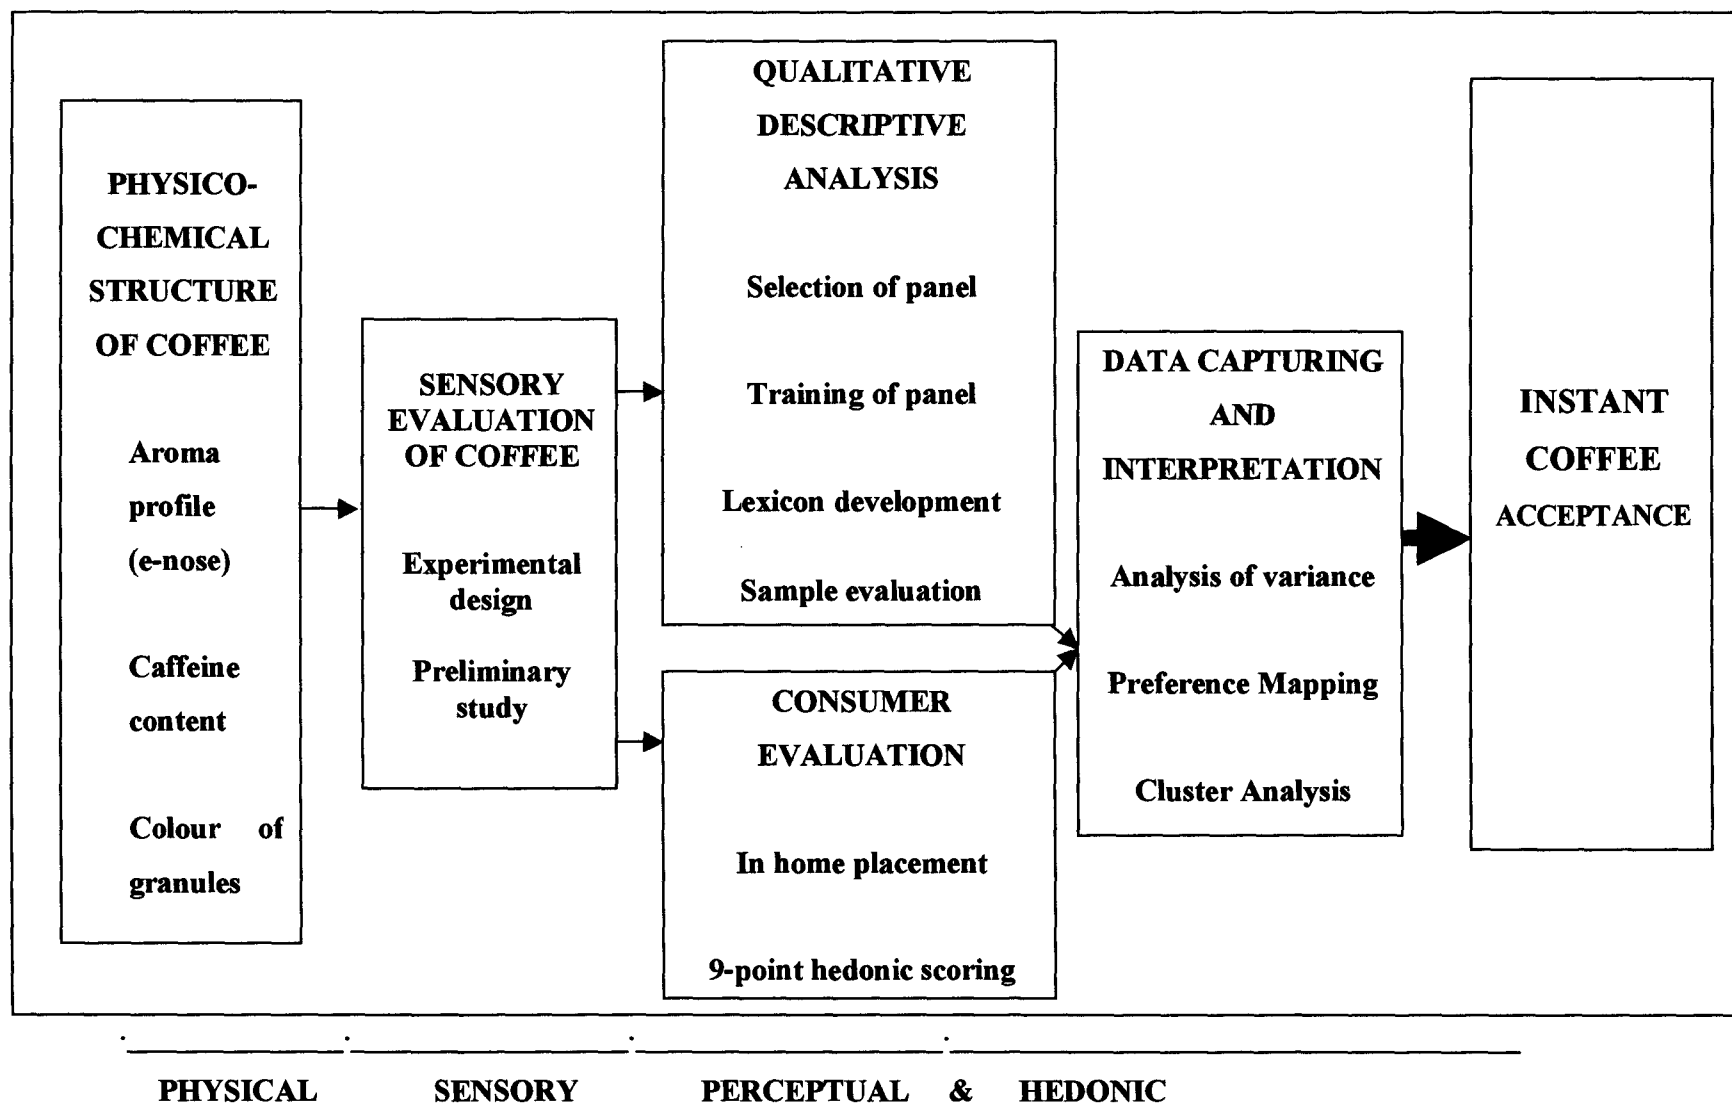 PHYSICO-
CHEMICAL
STRUCTURE
OF COFFEE
Aroma
profile
(e-nose)
Caffeine
content
Colour of
granules
SENSORY
EVALUATION
OF COFFEE
Experimental
design
Preliminary
study
QUALITATIVE
DESCRIPTIVE
ANALYSIS
Selection of panel
Training of panel
Lexicon development
Sample evaluation
CONSUMER
EVALUATION
In home placement
9-point hedonic scoring
DATA CAPTURING
AND
INTERPRETATION
Analysis of variance
Preference Mapping
Cluster Analysis
INSTANT
COFFEE
ACCEPTANCE
PHYSICAL SENSORY PERCEPTUAL & HEDONIC